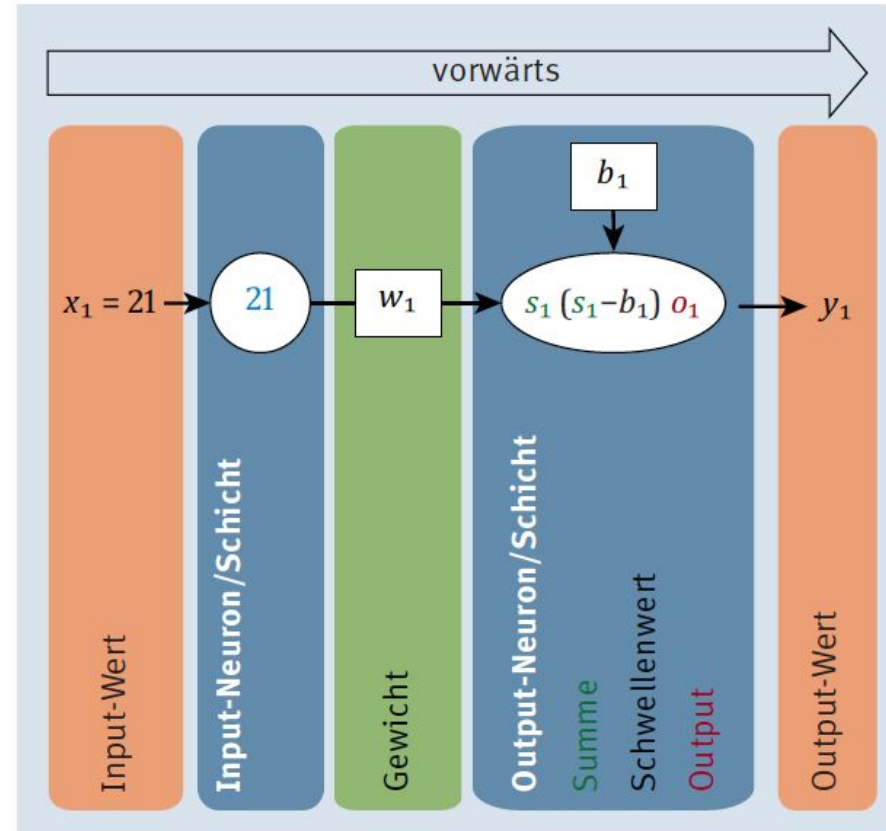 vorwärts
b₁
x₁ = 21
21
w₁
s₁ (s₁−b₁) o₁
y₁
Input-Wert
Input-Neuron/Schicht
Gewicht
Output-Neuron/Schicht
Summe
Schwellenwert
Output
Output-Wert